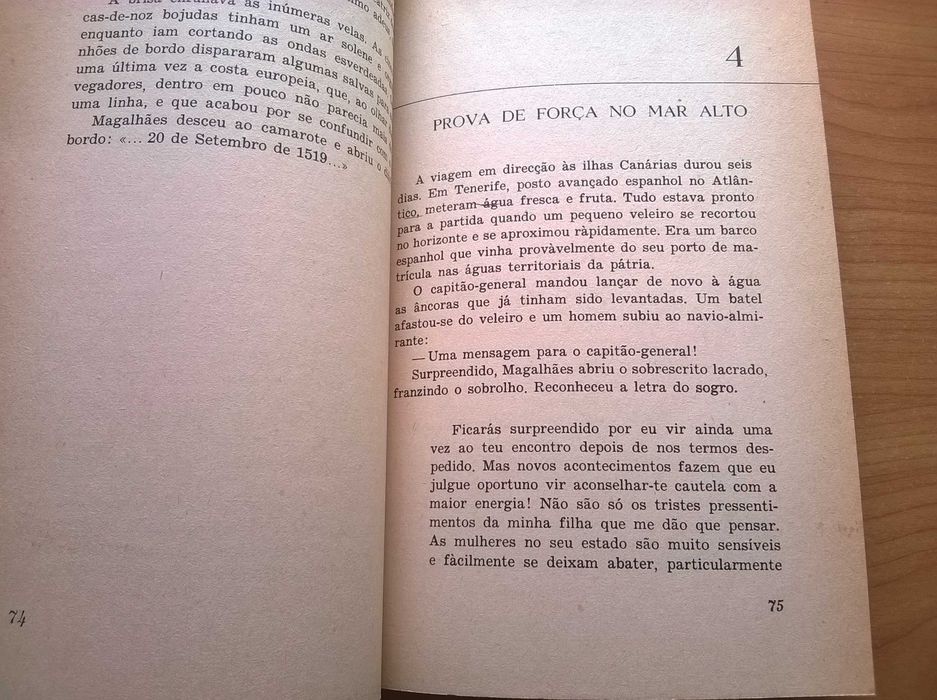 A brisa enfunava as inúmeras velas. As
cas-de-noz bojudas tinham um ar solene e
enquanto iam cortando as ondas esverdeadas
nhões de bordo dispararam algumas salvas para
uma última vez a costa europeia, que, ao olhar
vegadores, dentro em pouco não parecia mais
uma linha, e que acabou por se confundir com
Magalhães desceu ao camarote e abriu o
bordo: «... 20 de Setembro de 1519...»
74
4
PROVA DE FORÇA NO MAR ALTO
A viagem em direcção às ilhas Canárias durou seis
dias. Em Tenerife, posto avançado espanhol no Atlân-
tico, meteram água fresca e fruta. Tudo estava pronto
para a partida quando um pequeno veleiro se recortou
no horizonte e se aproximou ràpidamente. Era um barco
espanhol que vinha provàvelmente do seu porto de ma-
trícula nas águas territoriais da pátria.
O capitão-general mandou lançar de novo à água
as âncoras que já tinham sido levantadas. Um batel
afastou-se do veleiro e um homem subiu ao navio-almi-
rante:
— Uma mensagem para o capitão-general!
Surpreendido, Magalhães abriu o sobrescrito lacrado,
franzindo o sobrolho. Reconheceu a letra do sogro.
Ficarás surpreendido por eu vir ainda uma
vez ao teu encontro depois de nos termos des-
pedido. Mas novos acontecimentos fazem que eu
julgue oportuno vir aconselhar-te cautela com a
maior energia! Não são só os tristes pressenti-
mentos da minha filha que me dão que pensar.
As mulheres no seu estado são muito sensíveis
e fàcilmente se deixam abater, particularmente
75